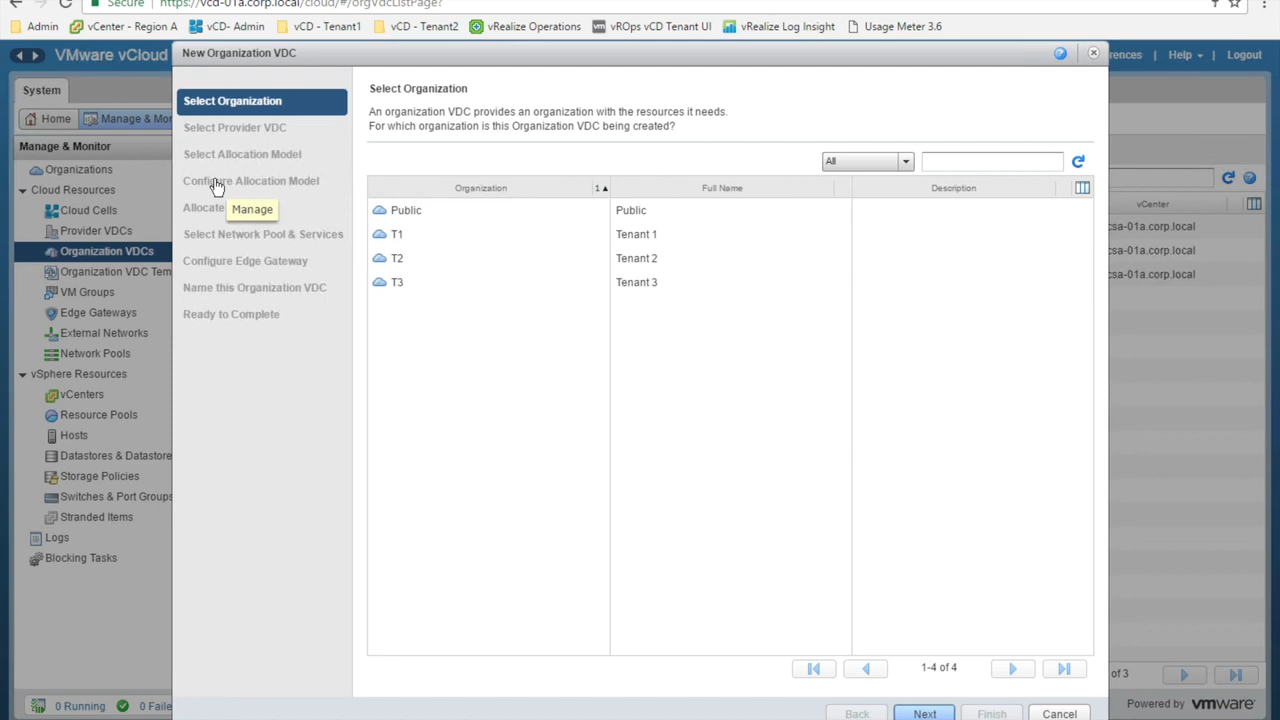 Secure
https://vcd-01a.corp.local/cloud/#/orgVdcListPage?
Admin
vCenter - Region A
vCD- Admin
vCD - Tenant1
vCD - Tenant2
vRealize Operations
vROps vCD Tenant UI
vRealize Log Insight
Usage Meter 3.6
VMware vCloud
New Organization VDC
Help
Logout
System
Home
Manage & Mon
Manage & Monitor
Organizations
Cloud Resources
Cloud Cells
Provider VDCs
Organization VDCs
Organization VDC Tem
VM Groups
Edge Gateways
External Networks
Network Pools
vSphere Resources
vCenters
Resource Pools
Hosts
Datastores & Datastore
Storage Policies
Switches & Port Groups
Stranded Items
Logs
Blocking Tasks
0 Running
0 Faile
Select Organization
Select Provider VDC
Select Allocation Model
Configure Allocation Model
Allocate
Manage
Select Network Pool & Services
Configure Edge Gateway
Name this Organization VDC
Ready to Complete
Select Organization
An organization VDC provides an organization with the resources it needs.
For which organization is this Organization VDC being created?
All
Organization 1 Full Name Description
Public Public
T1 Tenant 1
T2 Tenant 2
T3 Tenant 3
1-4 of 4
Back
Next
Finish
Cancel
vCenter
csa-01a.corp.local
csa-01a.corp.local
csa-01a.corp.local
of 3
Powered by vmware